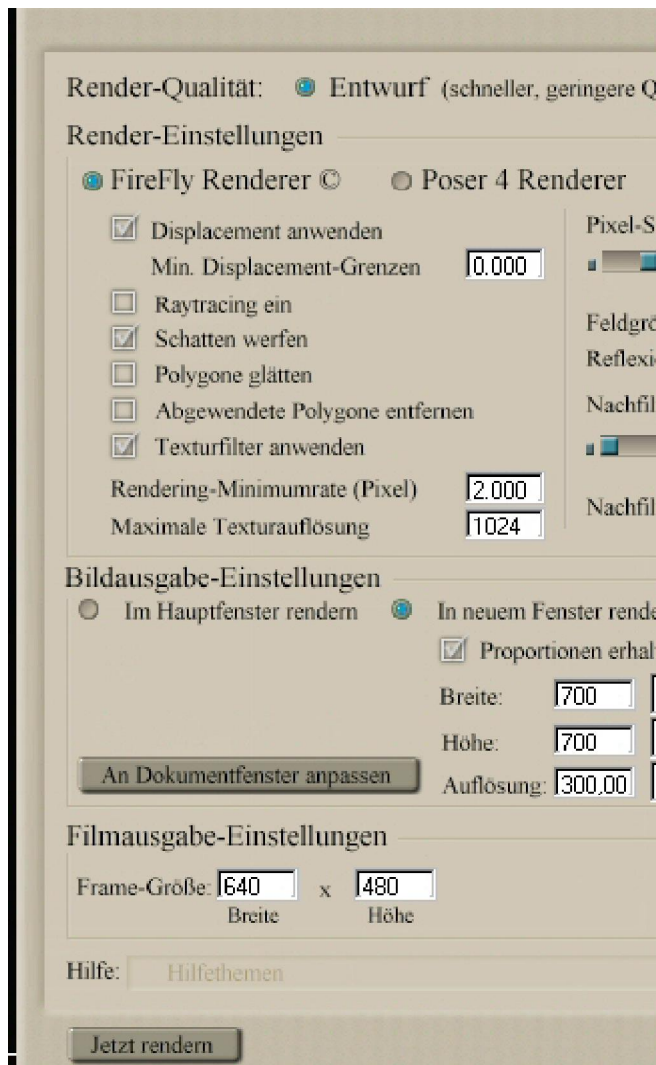 Render-Qualität: Entwurf (schneller, geringere Q
Render-Einstellungen
FireFly Renderer © Poser 4 Renderer
Displacement anwenden
Min. Displacement-Grenzen 0.000
Raytracing ein
Schatten werfen
Polygone glätten
Abgewendete Polygone entfernen
Texturfilter anwenden
Rendering-Minimumrate (Pixel) 2.000
Maximale Texturauflösung 1024
Pixel-S
Feldgrö
Reflexi
Nachfil
Nachfil
Bildausgabe-Einstellungen
Im Hauptfenster rendern In neuem Fenster rende
Proportionen erhal
Breite: 700
Höhe: 700
An Dokumentfenster anpassen Auflösung: 300,00
Filmausgabe-Einstellungen
Frame-Größe: 640 x 480
Breite Höhe
Hilfe: Hilfethemen
Jetzt rendern